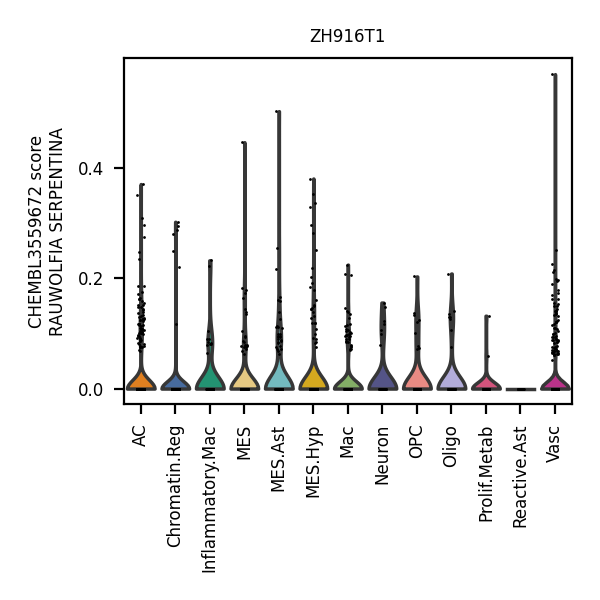 ZH916T1
CHEMBL3559672 score
RAUWOLFIA SERPENTINA
0.4
0.2
0.0
AC
Chromatin.Reg
Inflammatory.Mac
MES
MES.Ast
MES.Hyp
Mac
Neuron
OPC
Oligo
Prolif.Metab
Reactive.Ast
Vasc